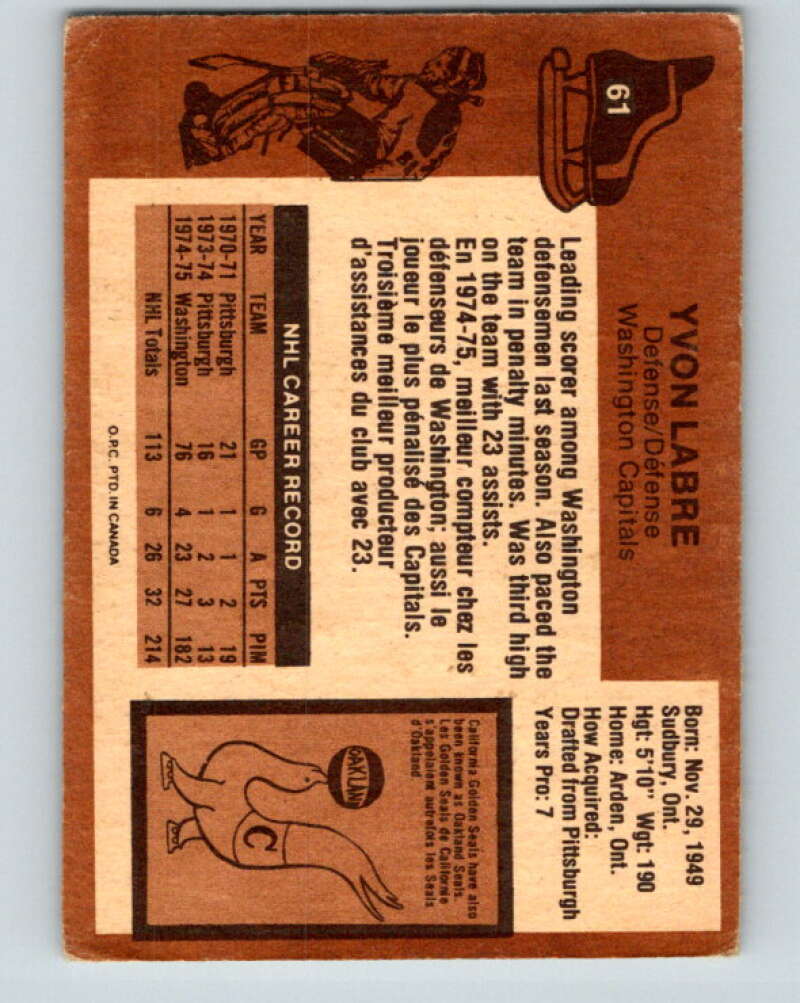 61
YVON LABRE
Defense/Défense
Washington Capitals
Born: Nov. 29, 1949
Sudbury, Ont.
Hgt: 5'10" Wgt: 190
Home: Arden, Ont.
How Acquired:
Drafted from Pittsburgh
Years Pro: 7
Leading scorer among Washington
defensemen last season. Also paced the
team in penalty minutes. Was third high
on the team with 23 assists.
En 1974-75, meilleur compteur chez les
défenseurs de Washington; aussi le
joueur le plus pénalisé des Capitals.
Troisième meilleur producteur
d'assistances du club avec 23.
NHL CAREER RECORD
YEAR TEAM GP G A PTS PIM
1970-71 Pittsburgh 21 1 1 2 19
1973-74 Pittsburgh 16 1 2 3 13
1974-75 Washington 76 4 23 27 182
NHL Totals 113 6 26 32 214
O.P.C. PTD. IN CANADA
California Golden Seals have also
been known as Oakland Seals.
Les Golden Seals de Californie
s'appelaient autrefois les Seals
d'Oakland
OAKLAND
C